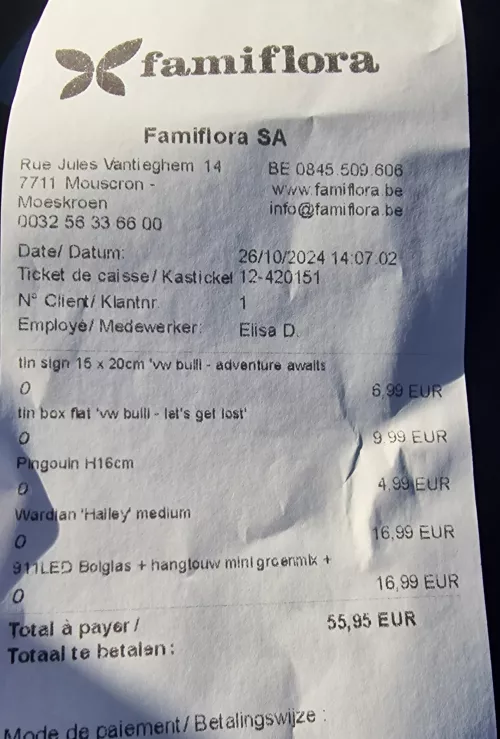 famiflora
Famiflora SA
Rue Jules Vantieghem 14
BE 0845.509.606
7711 Mouscron -
www.famiflora.be
Moeskroen
info@famiflora.be
0032 56 33 66 00
Date/ Datum: 26/10/2024 14:07:02
Ticket de caisse/ Kasticket 12-420151
N° Client/ Klantnr. 1
Employé/ Medewerker: Elisa D.
tin sign 15 x 20cm 'vw bulli - adventure awaits
0 6,99 EUR
tin box flat 'vw bulli - let's get lost'
0 9,99 EUR
Pingouin H16cm
0 4,99 EUR
Wardian 'Hailey' medium
0 16,99 EUR
911LED Bolglas + hangtouw mini groenmix +
0 16,99 EUR
Total à payer / 55,95 EUR
Totaal te betalen :
Mode de paiement/ Betalingswijze :